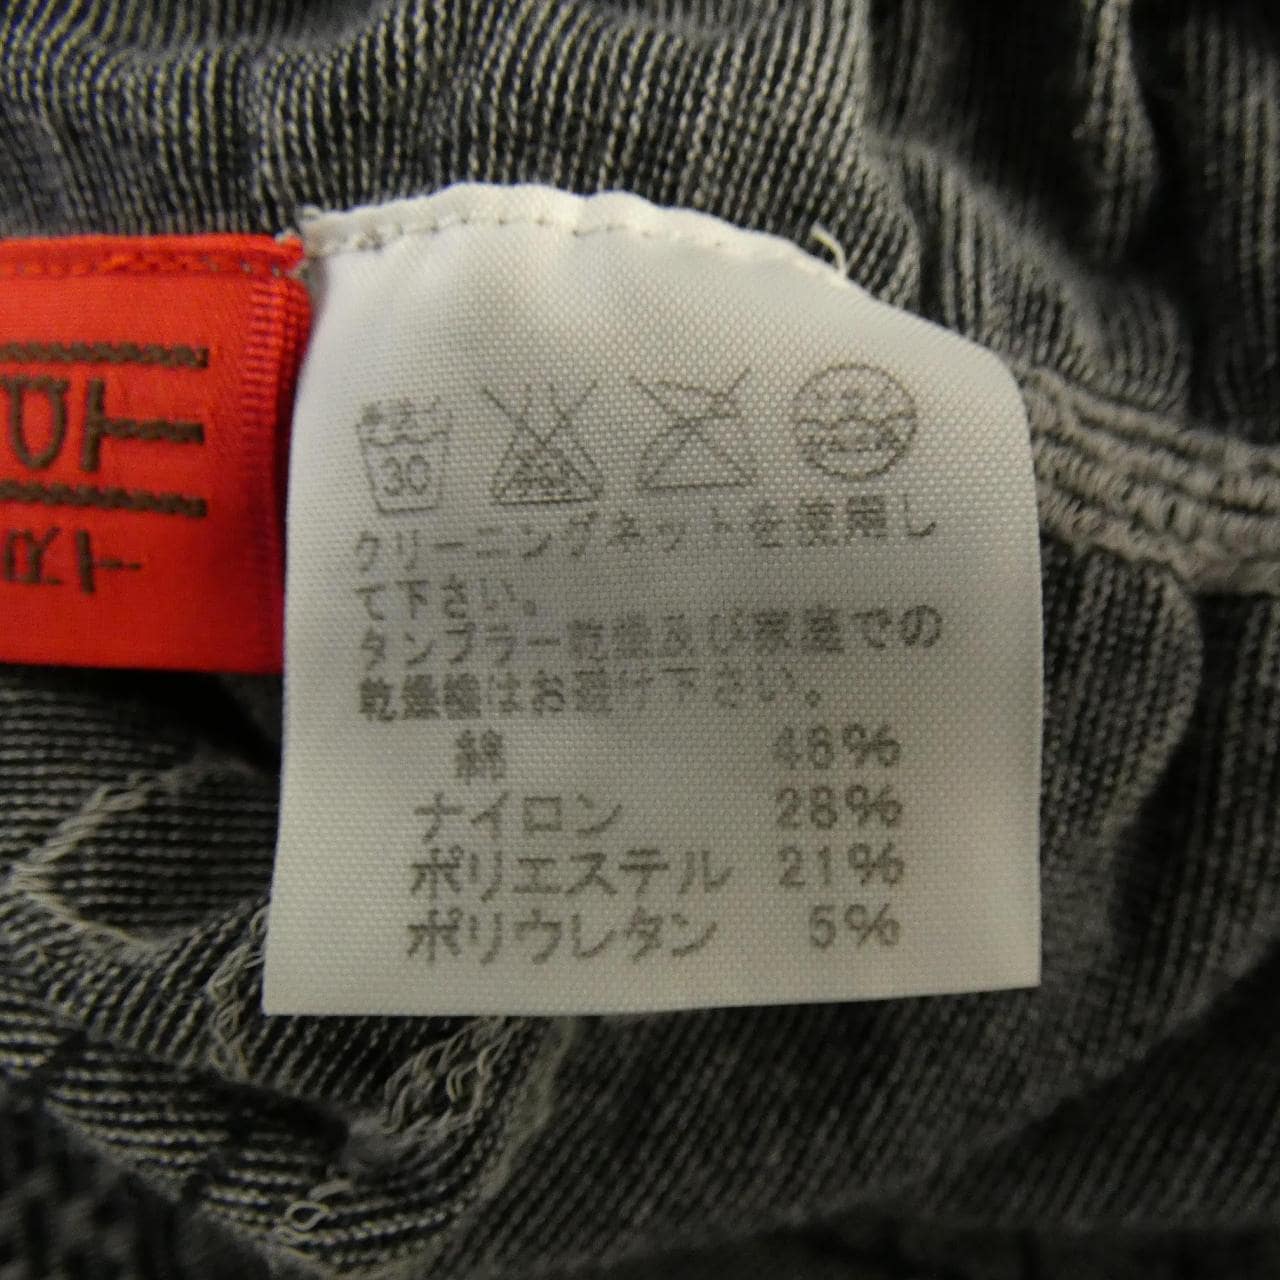 30
クリーニングネットを使用し
て下さい。
タンブラー乾燥及び家庭での
乾燥機はお避け下さい。
綿 46%
ナイロン 28%
ポリエステル 21%
ポリウレタン 5%